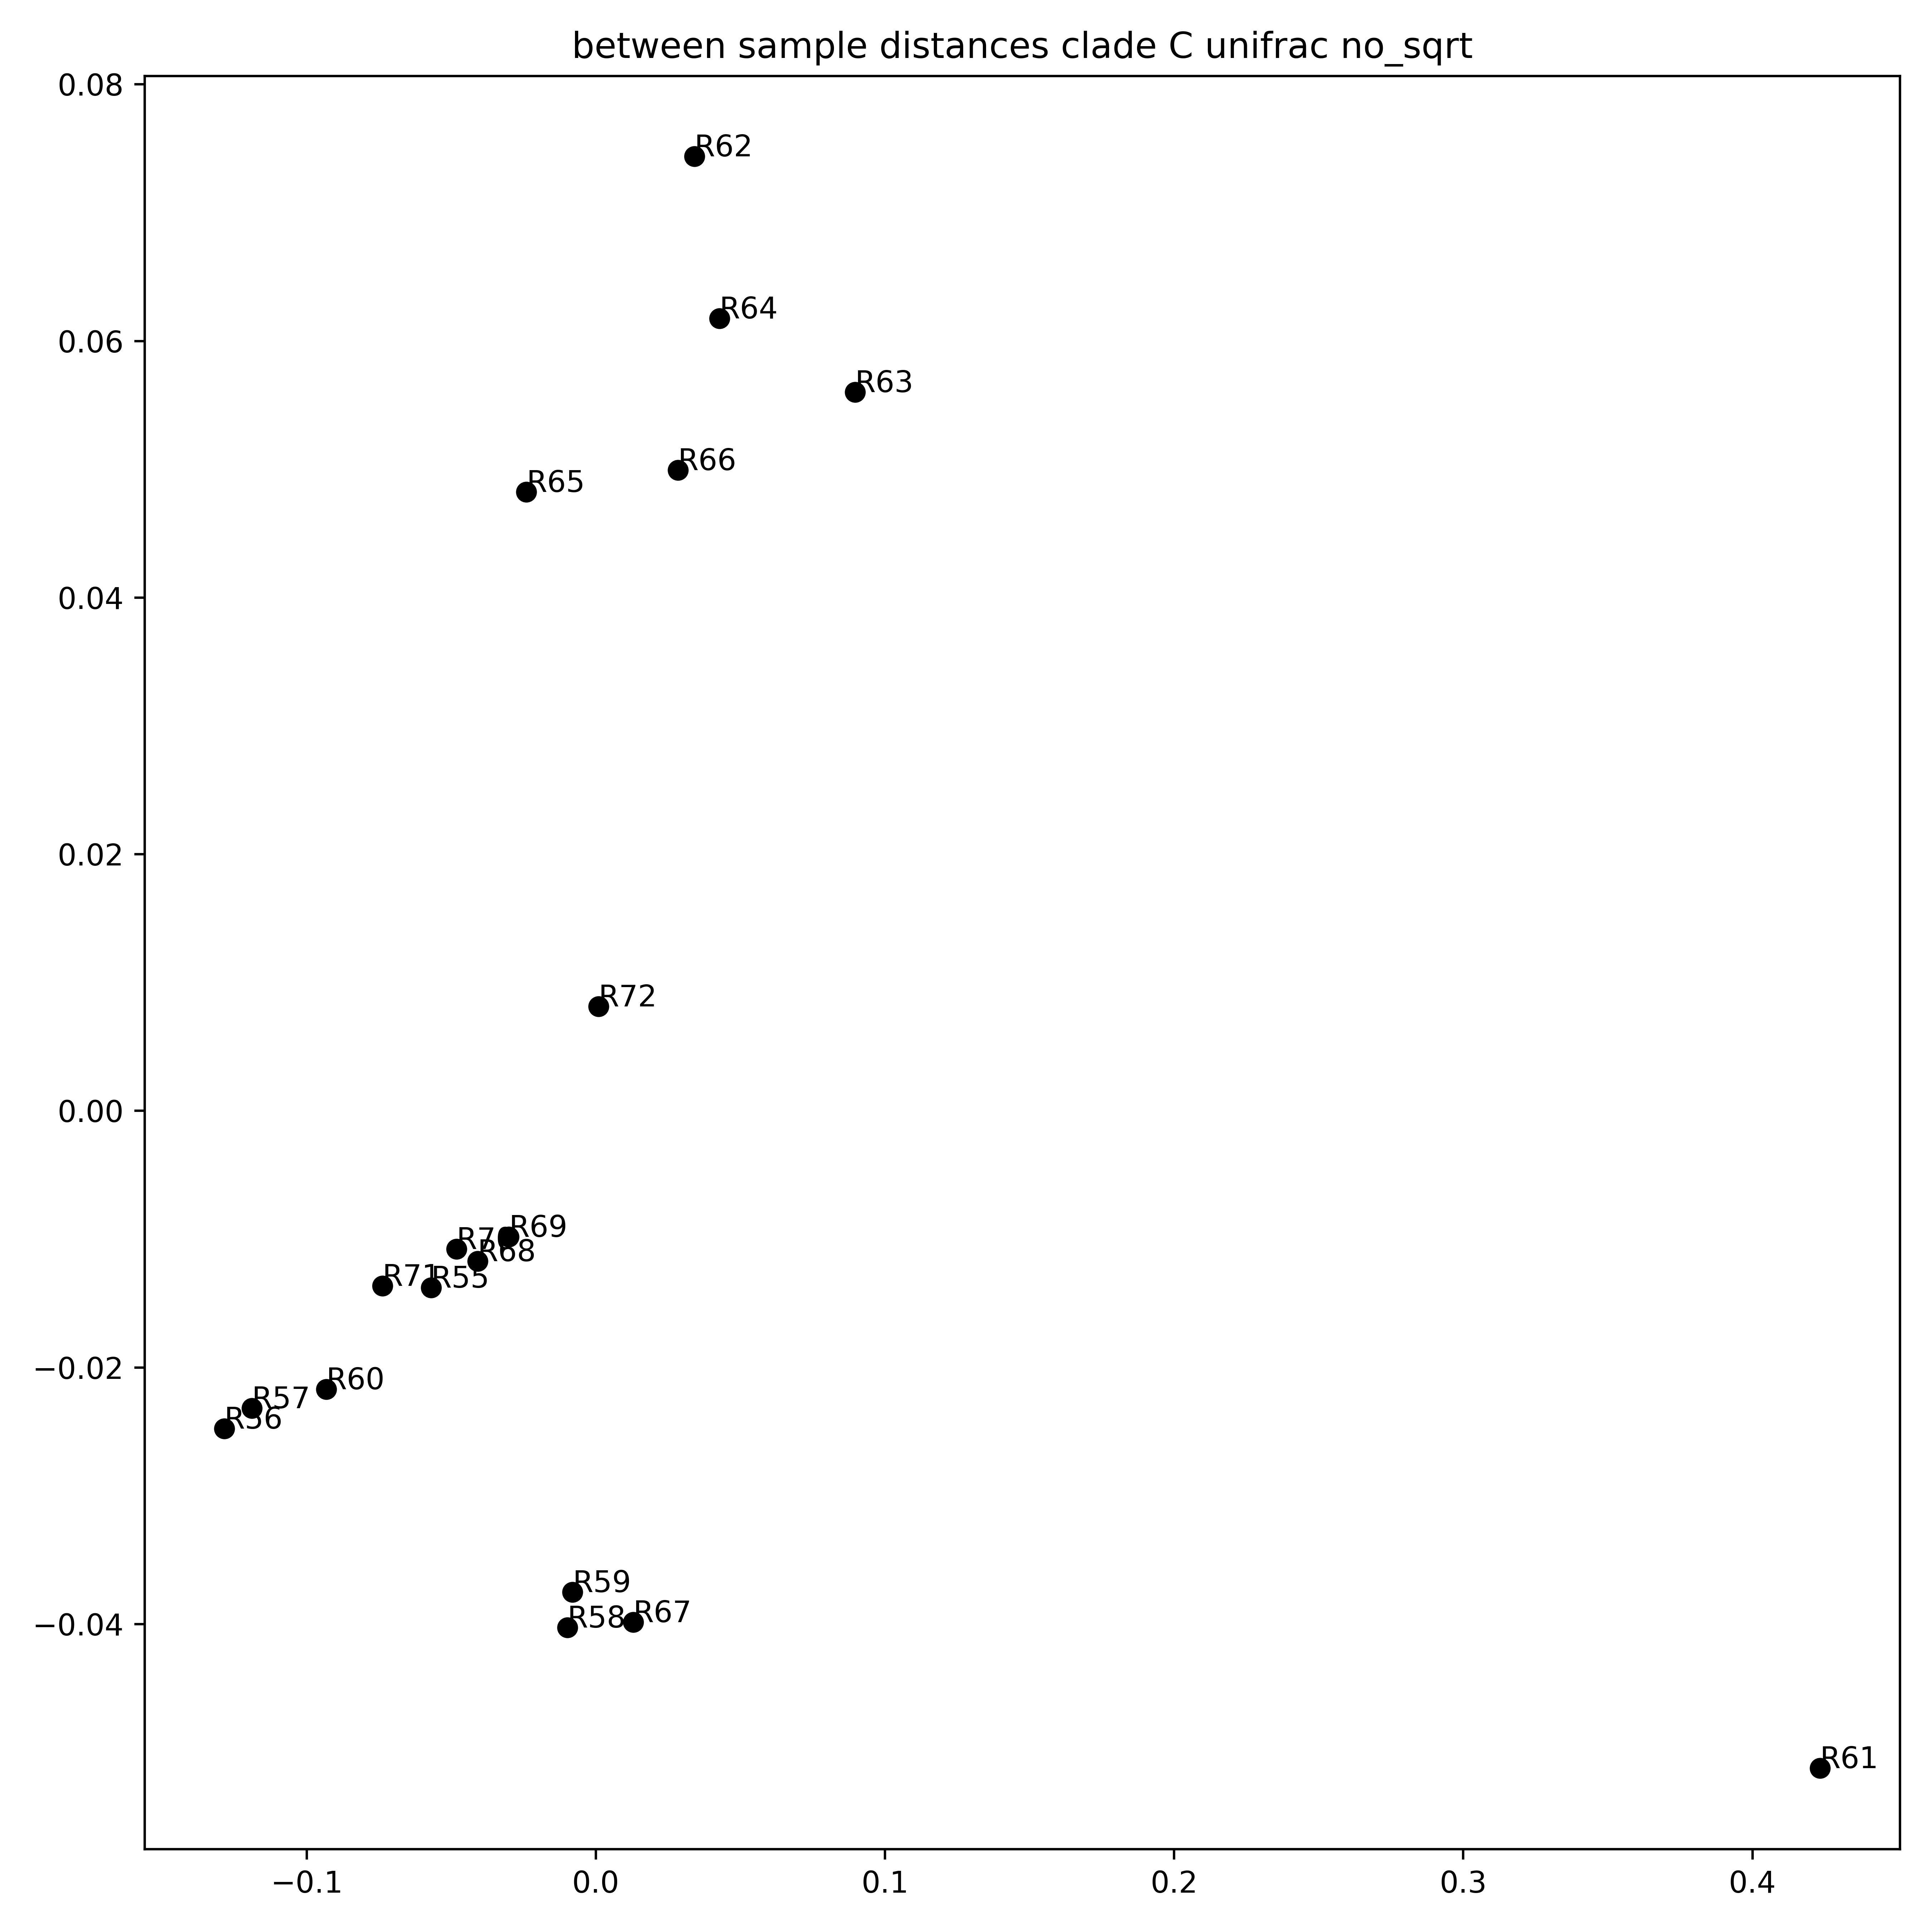 between sample distances clade C unifrac no_sqrt
0.08
R62
R64
0.06
R63
R66
R65
0.04
0.02
R72
0.00
R69
R68
R71
R55
−0.02
R60
R57
R56
R59
R67
R58
−0.04
R61
−0.1
0.0
0.1
0.2
0.3
0.4